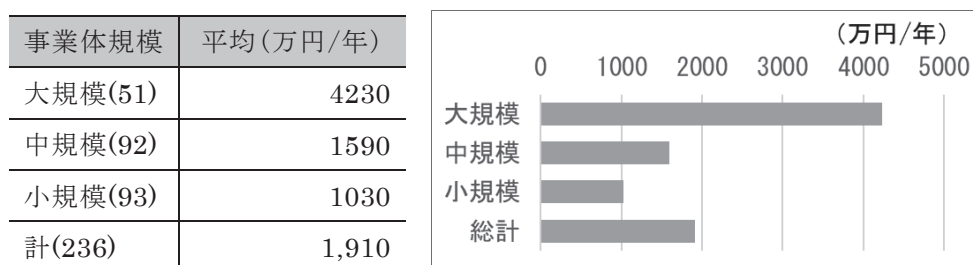 事業体規模 平均(万円/年)
大規模(51) 4230
中規模(92) 1590
小規模(93) 1030
計(236) 1,910
(万円/年)
0 1000 2000 3000 4000 5000
大規模
中規模
小規模
総計